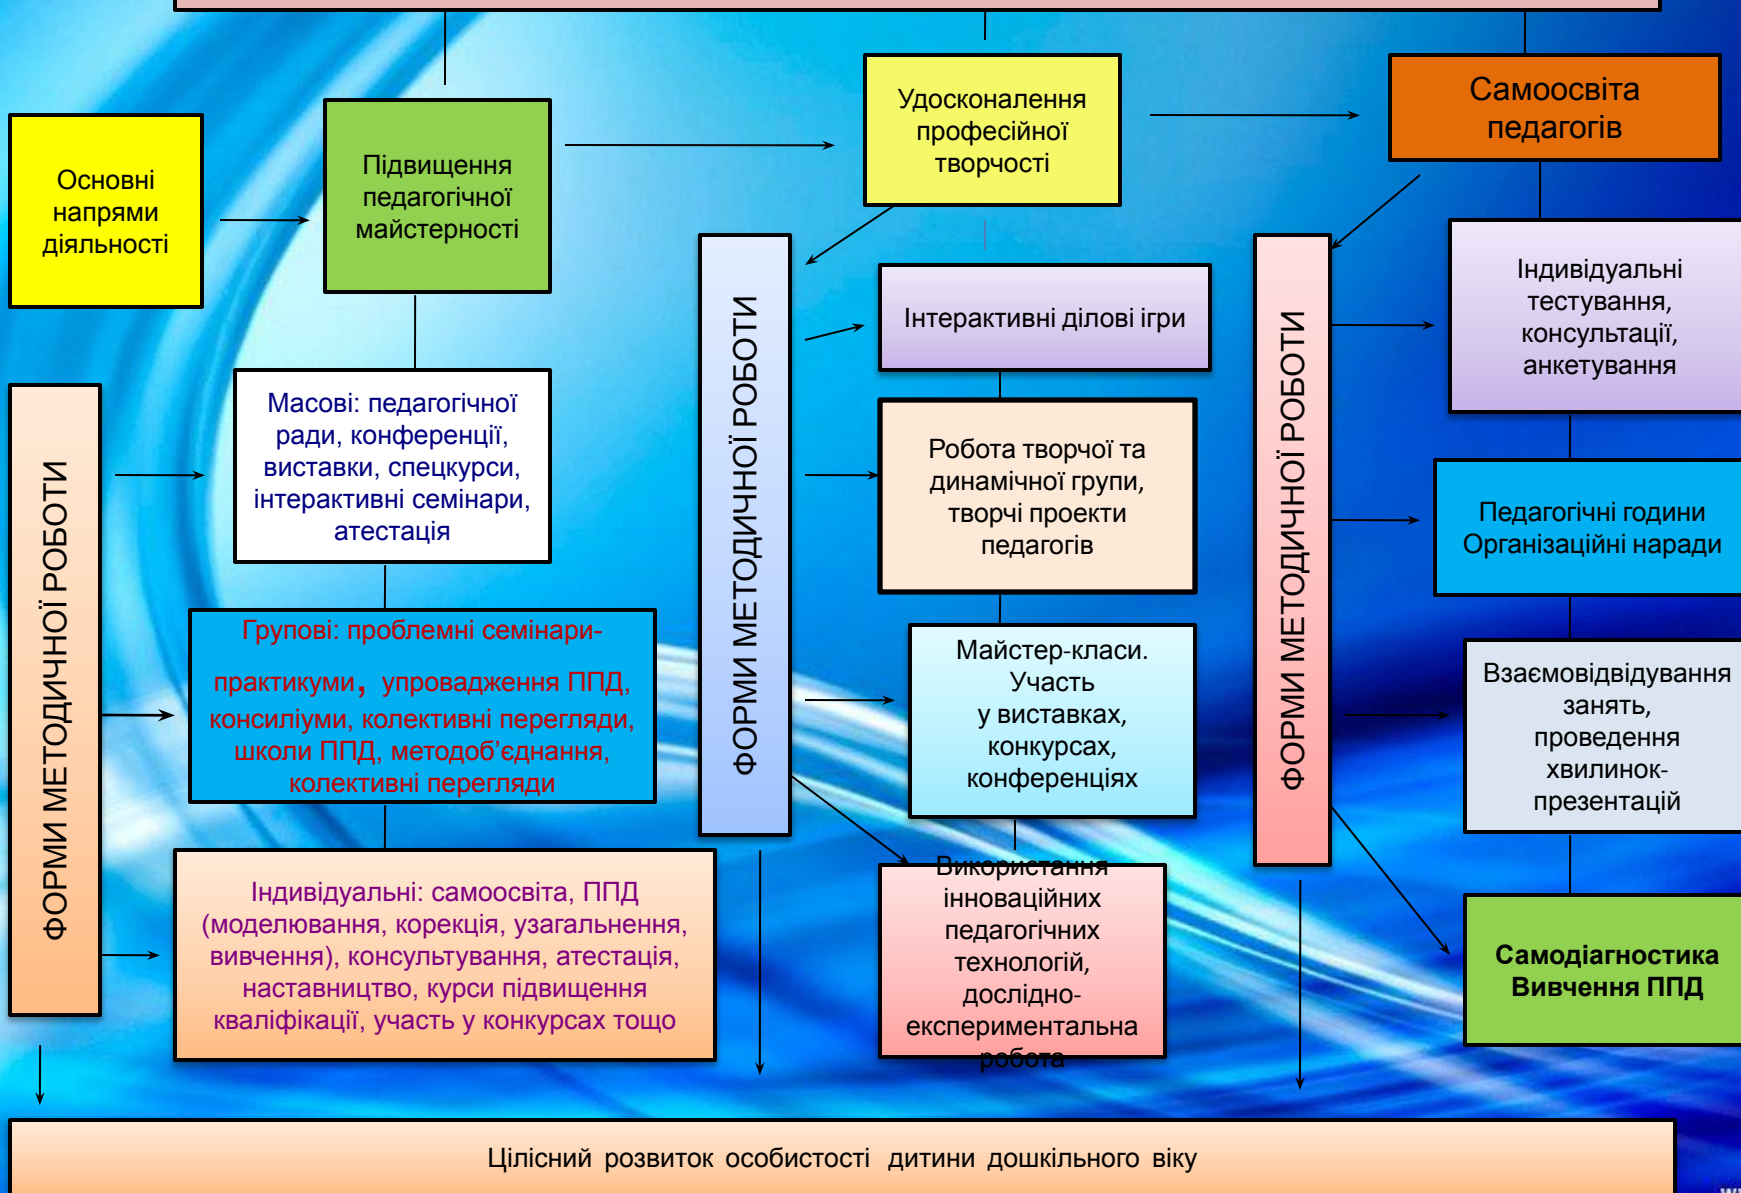 Основні
напрями
діяльності
Підвищення
педагогічної
майстерності
Удосконалення
професійної
творчості
Самоосвіта
педагогів
ФОРМИ МЕТОДИЧНОЇ РОБОТИ
Масові: педагогічної
ради, конференції,
виставки, спецкурси,
інтерактивні семінари,
атестація
Групові: проблемні семінари-
практикуми, упровадження ППД,
консиліуми, колективні перегляди,
школи ППД, методоб’єднання,
колективні перегляди
Індивідуальні: самоосвіта, ППД
(моделювання, корекція, узагальнення,
вивчення), консультування, атестація,
наставництво, курси підвищення
кваліфікації, участь у конкурсах тощо
ФОРМИ МЕТОДИЧНОЇ РОБОТИ
Інтерактивні ділові ігри
Робота творчої та
динамічної групи,
творчі проекти
педагогів
Майстер-класи.
Участь
у виставках,
конкурсах,
конференціях
Використання
інноваційних
педагогічних
технологій,
дослідно-
експериментальна
робота
ФОРМИ МЕТОДИЧНОЇ РОБОТИ
Індивідуальні
тестування,
консультації,
анкетування
Педагогічні години
Організаційні наради
Взаємовідвідування
занять,
проведення
хвилинок-
презентацій
Самодіагностика
Вивчення ППД
Цілісний розвиток особистості дитини дошкільного віку